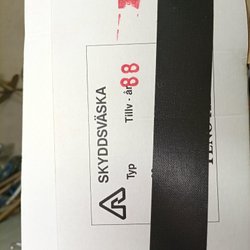 SKYDDSVÄSKA
Typ
Tillv - år 88